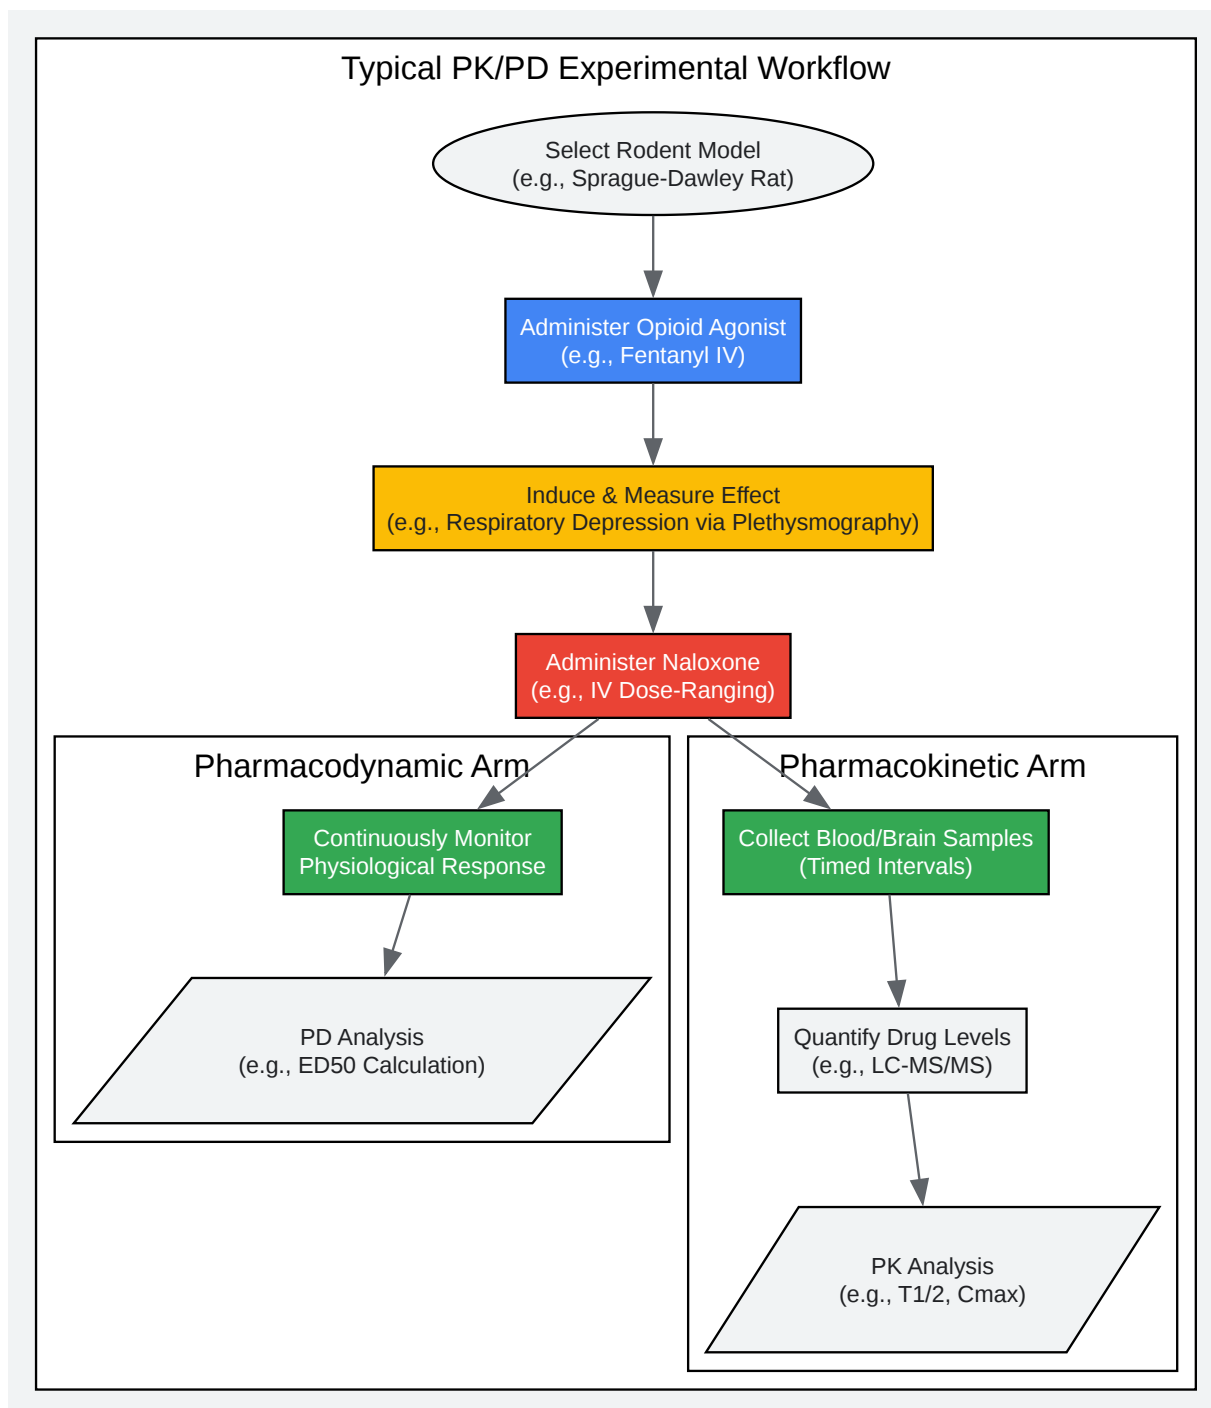 Typical PK/PD Experimental Workflow
Select Rodent Model
(e.g., Sprague-Dawley Rat)
Administer Opioid Agonist
(e.g., Fentanyl IV)
Induce & Measure Effect
(e.g., Respiratory Depression via Plethysmography)
Administer Naloxone
(e.g., IV Dose-Ranging)
Pharmacodynamic Arm
Continuously Monitor
Physiological Response
PD Analysis
(e.g., ED50 Calculation)
Pharmacokinetic Arm
Collect Blood/Brain Samples
(Timed Intervals)
Quantify Drug Levels
(e.g., LC-MS/MS)
PK Analysis
(e.g., T1/2, Cmax)